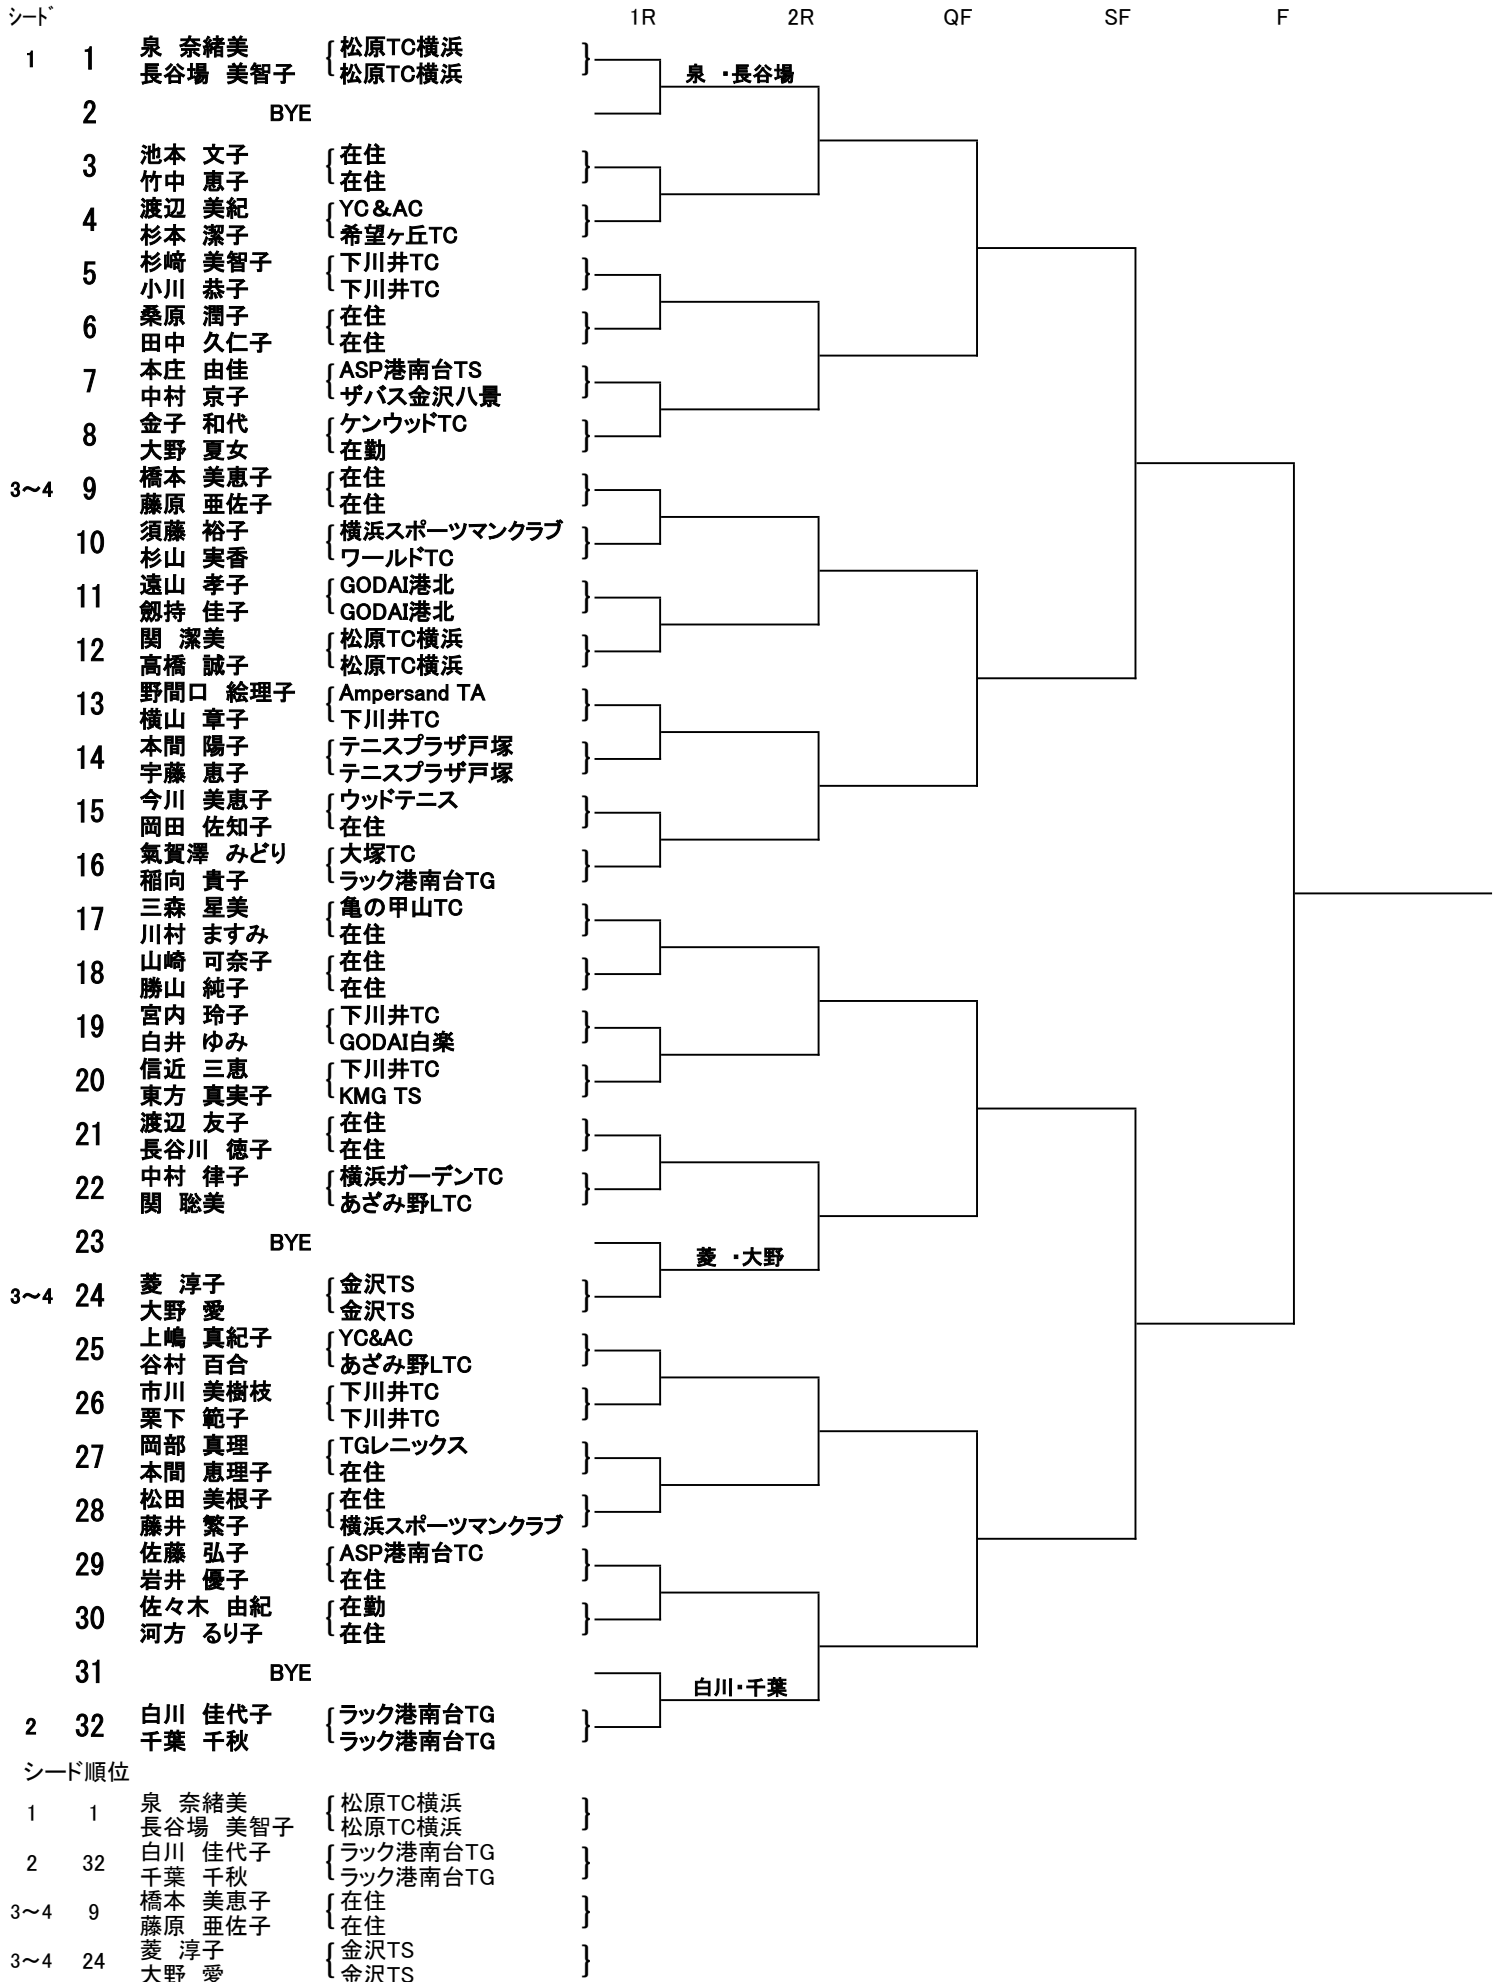 ｼｰﾄﾞ 1R 2R QF SF F
1 1 泉 奈緒美 松原TC横浜
長谷場 美智子 松原TC横浜
泉 ・長谷場
2 BYE
3 池本 文子 在住
竹中 恵子 在住
4 渡辺 美紀 YC＆AC
杉本 潔子 希望ヶ丘TC
5 杉﨑 美智子 下川井TC
小川 恭子 下川井TC
6 桑原 潤子 在住
田中 久仁子 在住
7 本庄 由佳 ASP港南台TS
中村 京子 ザバス金沢八景
8 金子 和代 ケンウッドTC
大野 夏女 在勤
3～4 9 橋本 美恵子 在住
藤原 亜佐子 在住
10 須藤 裕子 横浜スポーツマンクラブ
杉山 実香 ワールドTC
11 遠山 孝子 GODAI港北
劔持 佳子 GODAI港北
12 関 潔美 松原TC横浜
高橋 誠子 松原TC横浜
13 野間口 絵理子 Ampersand TA
横山 章子 下川井TC
14 本間 陽子 テニスプラザ戸塚
宇藤 恵子 テニスプラザ戸塚
15 今川 美恵子 ウッドテニス
岡田 佐知子 在住
16 氣賀澤 みどり 大塚TC
稲向 貴子 ラック港南台TG
17 三森 星美 亀の甲山TC
川村 ますみ 在住
18 山崎 可奈子 在住
勝山 純子 在住
19 宮内 玲子 下川井TC
白井 ゆみ GODAI白楽
20 信近 三恵 下川井TC
東方 真実子 KMG TS
21 渡辺 友子 在住
長谷川 徳子 在住
22 中村 律子 横浜ガーデンTC
関 聡美 あざみ野LTC
23 BYE
菱 ・大野
3～4 24 菱 淳子 金沢TS
大野 愛 金沢TS
25 上嶋 真紀子 YC&AC
谷村 百合 あざみ野LTC
26 市川 美樹枝 下川井TC
栗下 範子 下川井TC
27 岡部 真理 TGレニックス
本間 恵理子 在住
28 松田 美根子 在住
藤井 繁子 横浜スポーツマンクラブ
29 佐藤 弘子 ASP港南台TC
岩井 優子 在住
30 佐々木 由紀 在勤
河方 るり子 在住
31 BYE
白川・千葉
2 32 白川 佳代子 ラック港南台TG
千葉 千秋 ラック港南台TG
シード順位
1 1 泉 奈緒美 松原TC横浜
長谷場 美智子 松原TC横浜
2 32 白川 佳代子 ラック港南台TG
千葉 千秋 ラック港南台TG
3～4 9 橋本 美恵子 在住
藤原 亜佐子 在住
3～4 24 菱 淳子 金沢TS
大野 愛 金沢TS